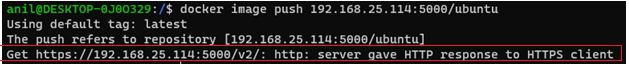 anil@DESKTOP-0J0O329:/$ docker image push 192.168.25.114:5000/ubuntu
Using default tag: latest
The push refers to repository [192.168.25.114:5000/ubuntu]
Get https://192.168.25.114:5000/v2/: http: server gave HTTP response to HTTPS client